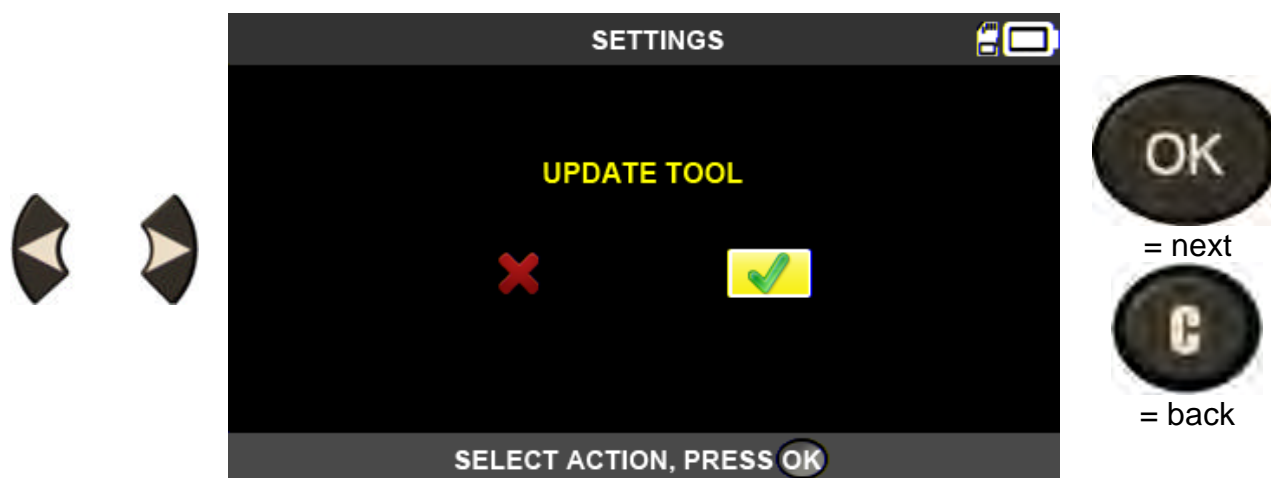 SETTINGS
UPDATE TOOL
OK
= next
C
= back
SELECT ACTION, PRESS OK